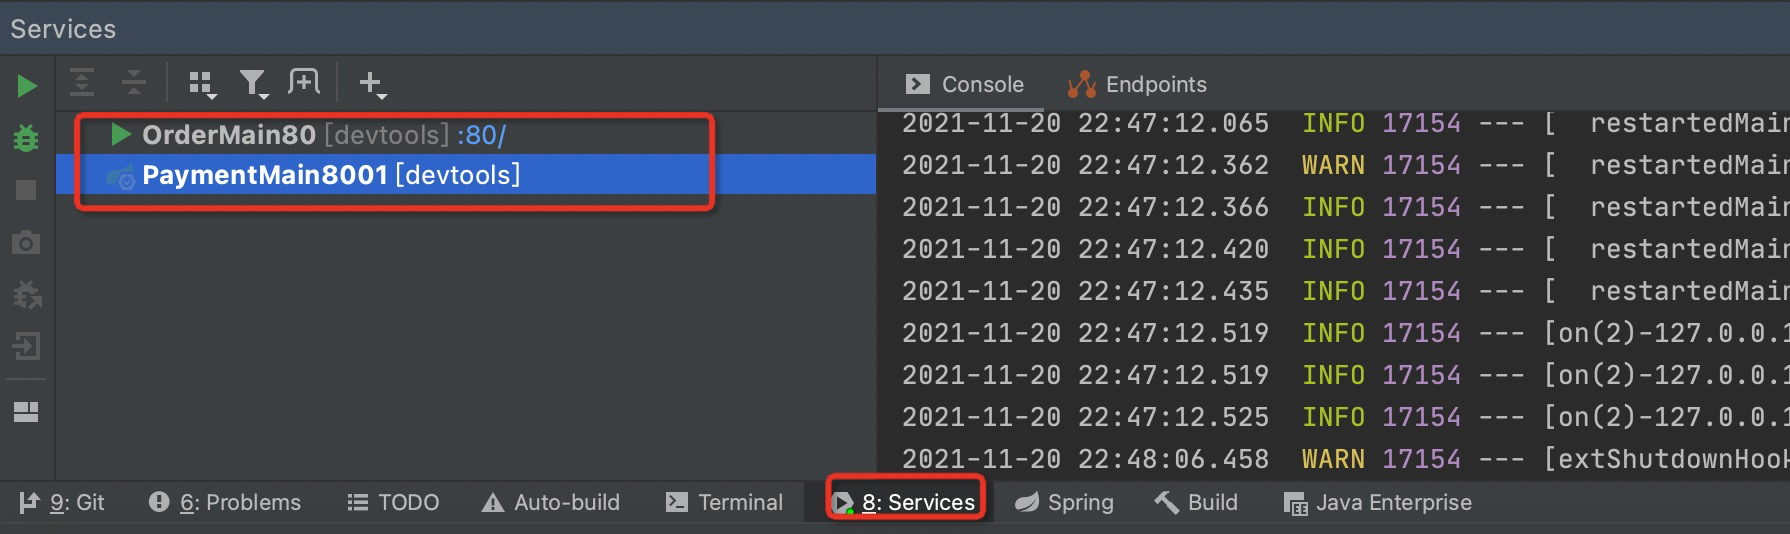 Services
Console Endpoints
OrderMain80 [devtools] :80/
PaymentMain8001 [devtools]
2021-11-20 22:47:12.065 INFO 17154 --- [ restartedMain
2021-11-20 22:47:12.362 WARN 17154 --- [ restartedMain
2021-11-20 22:47:12.366 INFO 17154 --- [ restartedMain
2021-11-20 22:47:12.420 INFO 17154 --- [ restartedMain
2021-11-20 22:47:12.435 INFO 17154 --- [ restartedMain
2021-11-20 22:47:12.519 INFO 17154 --- [on(2)-127.0.0.1
2021-11-20 22:47:12.519 INFO 17154 --- [on(2)-127.0.0.1
2021-11-20 22:47:12.525 INFO 17154 --- [on(2)-127.0.0.1
2021-11-20 22:48:06.458 WARN 17154 --- [extShutdownHook
9: Git 6: Problems TODO Auto-build Terminal 8: Services Spring Build Java Enterprise